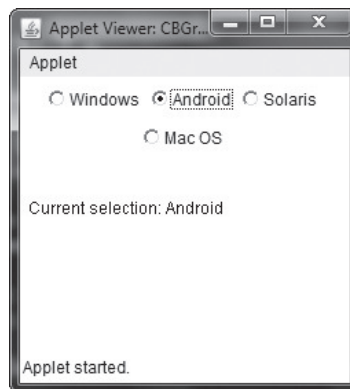 Applet Viewer: CBGr...
Applet
Windows Android Solaris
Mac OS
Current selection: Android
Applet started.